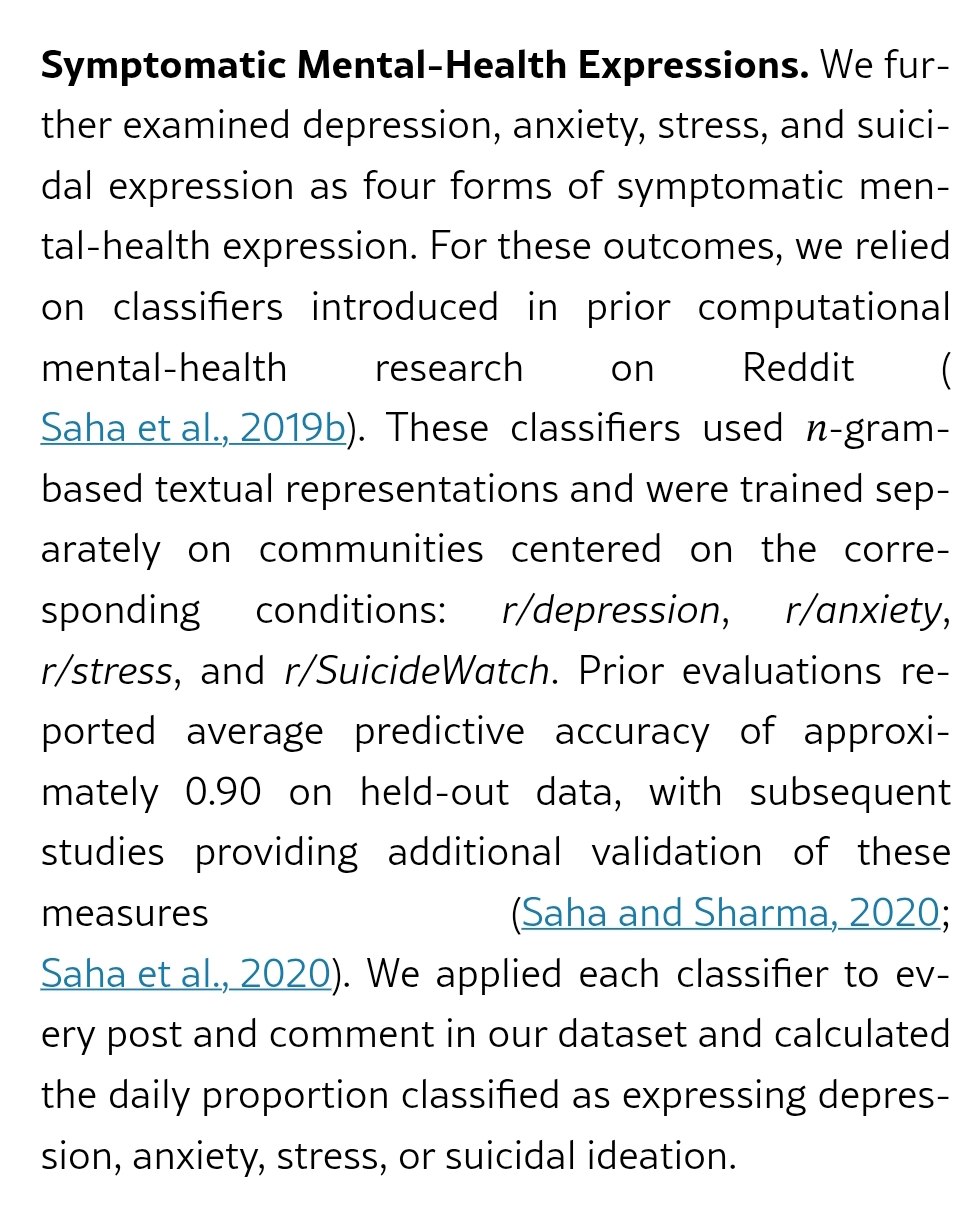 Symptomatic Mental-Health Expressions. We fur-
ther examined depression, anxiety, stress, and suici-
dal expression as four forms of symptomatic men-
tal-health expression. For these outcomes, we relied
on classifiers introduced in prior computational
mental-health research on Reddit (
Saha et al., 2019b). These classifiers used n-gram-
based textual representations and were trained sep-
arately on communities centered on the corre-
sponding conditions: r/depression, r/anxiety,
r/stress, and r/SuicideWatch. Prior evaluations re-
ported average predictive accuracy of approxi-
mately 0.90 on held-out data, with subsequent
studies providing additional validation of these
measures (Saha and Sharma, 2020;
Saha et al., 2020). We applied each classifier to ev-
ery post and comment in our dataset and calculated
the daily proportion classified as expressing depres-
sion, anxiety, stress, or suicidal ideation.